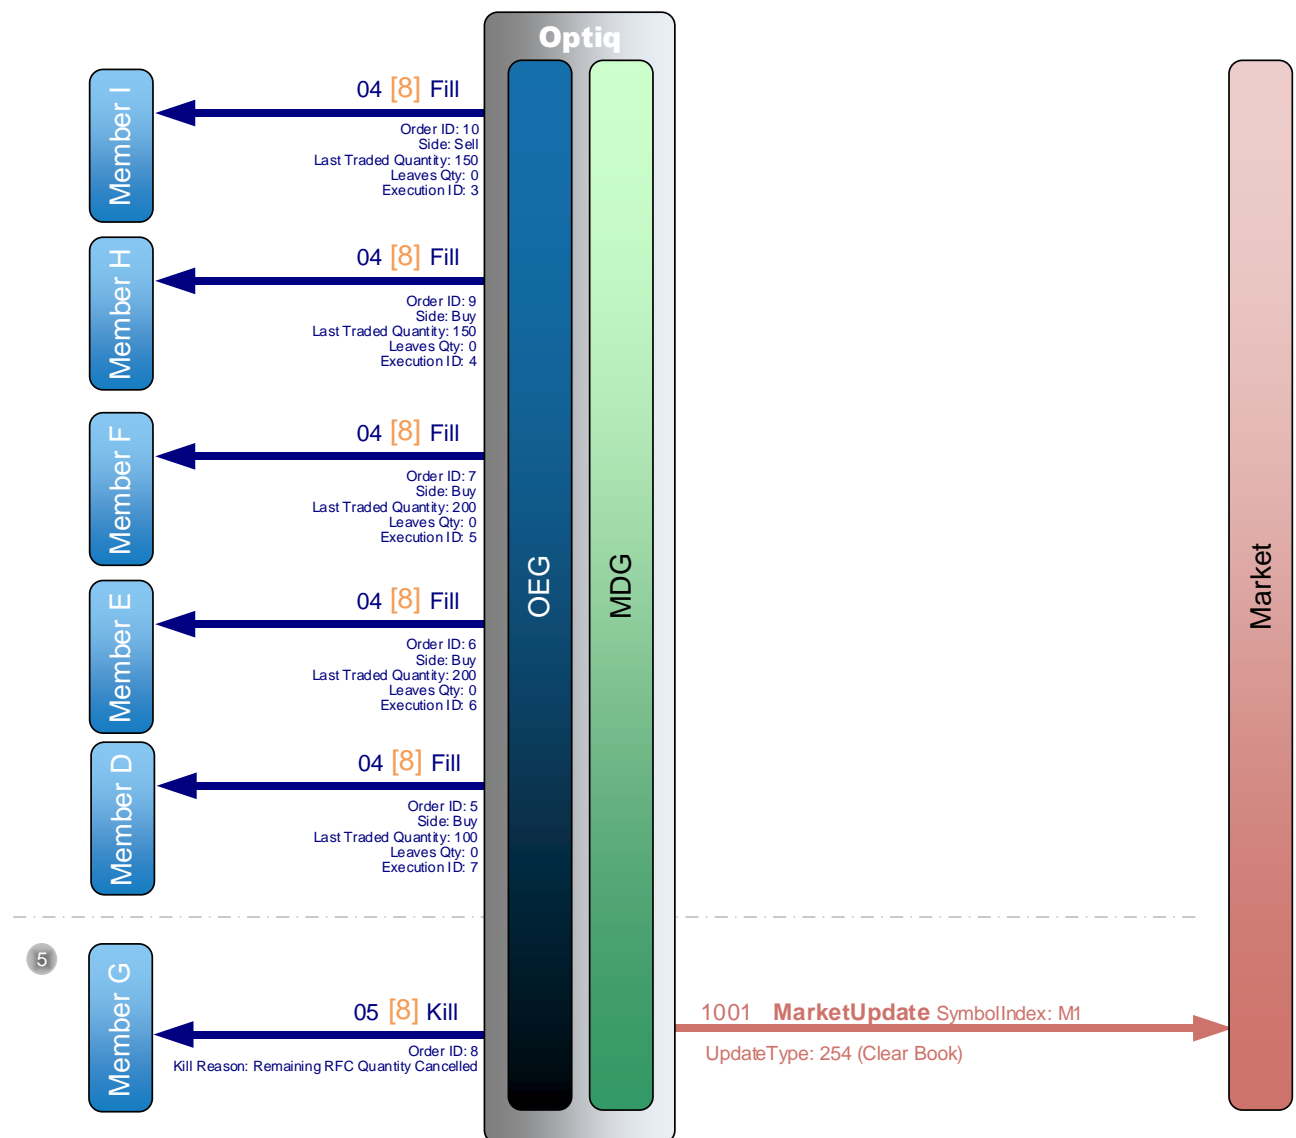 Optiq
Member I
04 [8] Fill
Order ID: 10
Side: Sell
Last Traded Quantity: 150
Leaves Qty: 0
Execution ID: 3
Member H
04 [8] Fill
Order ID: 9
Side: Buy
Last Traded Quantity: 150
Leaves Qty: 0
Execution ID: 4
Member F
04 [8] Fill
Order ID: 7
Side: Buy
Last Traded Quantity: 200
Leaves Qty: 0
Execution ID: 5
OEG
MDG
Market
Member E
04 [8] Fill
Order ID: 6
Side: Buy
Last Traded Quantity: 200
Leaves Qty: 0
Execution ID: 6
Member D
04 [8] Fill
Order ID: 5
Side: Buy
Last Traded Quantity: 100
Leaves Qty: 0
Execution ID: 7
5
Member G
05 [8] Kill
Order ID: 8
Kill Reason: Remaining RFC Quantity Cancelled
1001 MarketUpdate SymbolIndex: M1
UpdateType: 254 (Clear Book)